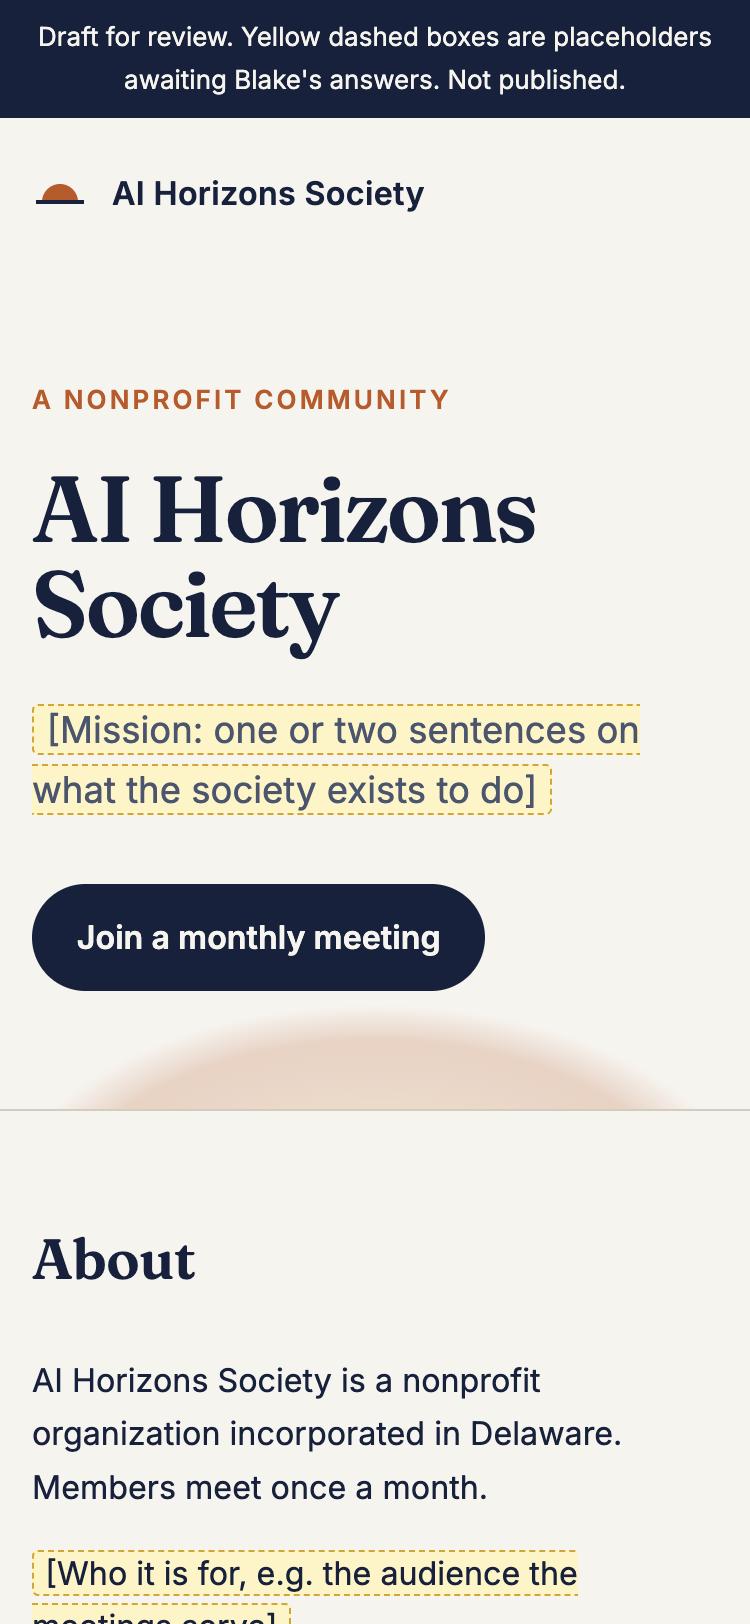 Draft for review. Yellow dashed boxes are placeholders
awaiting Blake's answers. Not published.
AI Horizons Society
A NONPROFIT COMMUNITY
AI Horizons
Society
[Mission: one or two sentences on
what the society exists to do]
Join a monthly meeting
About
AI Horizons Society is a nonprofit
organization incorporated in Delaware.
Members meet once a month.
[Who it is for, e.g. the audience the
meetings serve]